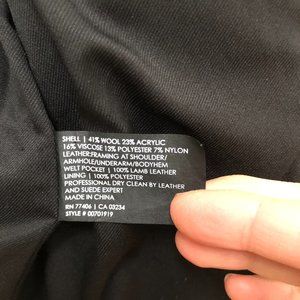 SHELL | 41% WOOL 23% ACRYLIC
16% VISCOSE 13% POLYESTER 7% NYLON
LEATHER:FRAMING AT SHOULDER/
ARMHOLE/UNDERARM/BODYHEM
WELT POCKET | 100% LAMB LEATHER
LINING | 100% POLYESTER
PROFESSIONAL DRY CLEAN BY LEATHER
AND SUEDE EXPERT
MADE IN CHINA
RN 77406 | CA 03234
STYLE # 00701919